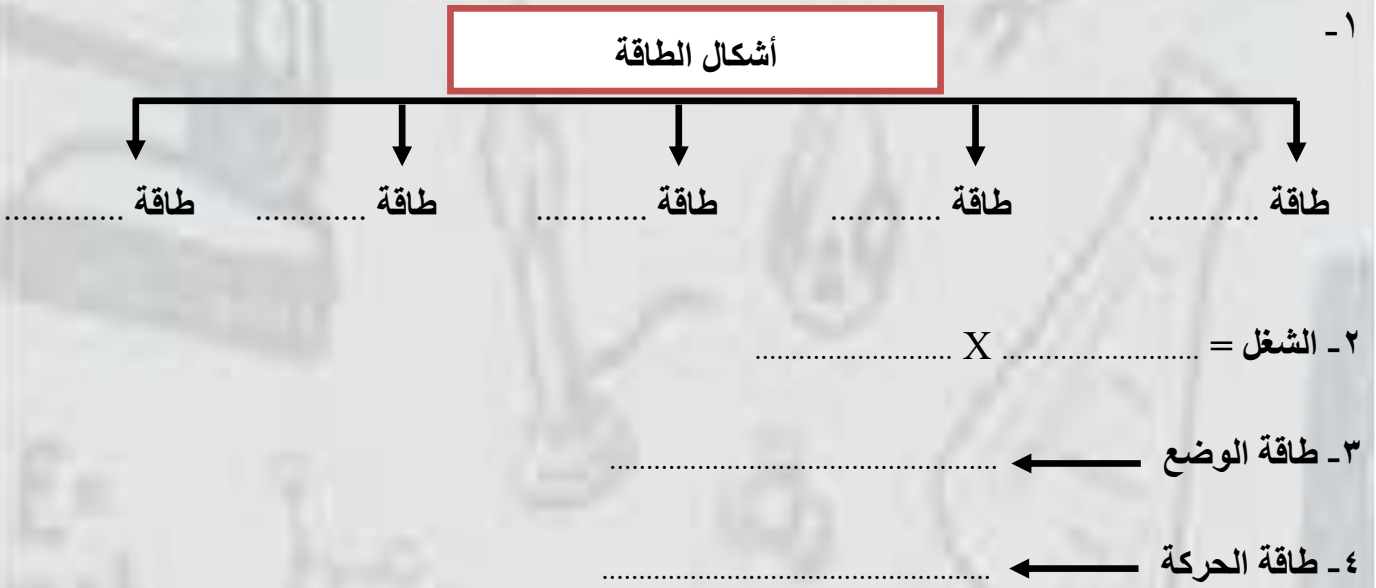 ١-
أشكال الطاقة
طاقة ............. طاقة ............. طاقة ............. طاقة ............. طاقة ..............
٢- الشغل = ......................... X .........................
٣- طاقة الوضع ................................................
٤- طاقة الحركة ................................................